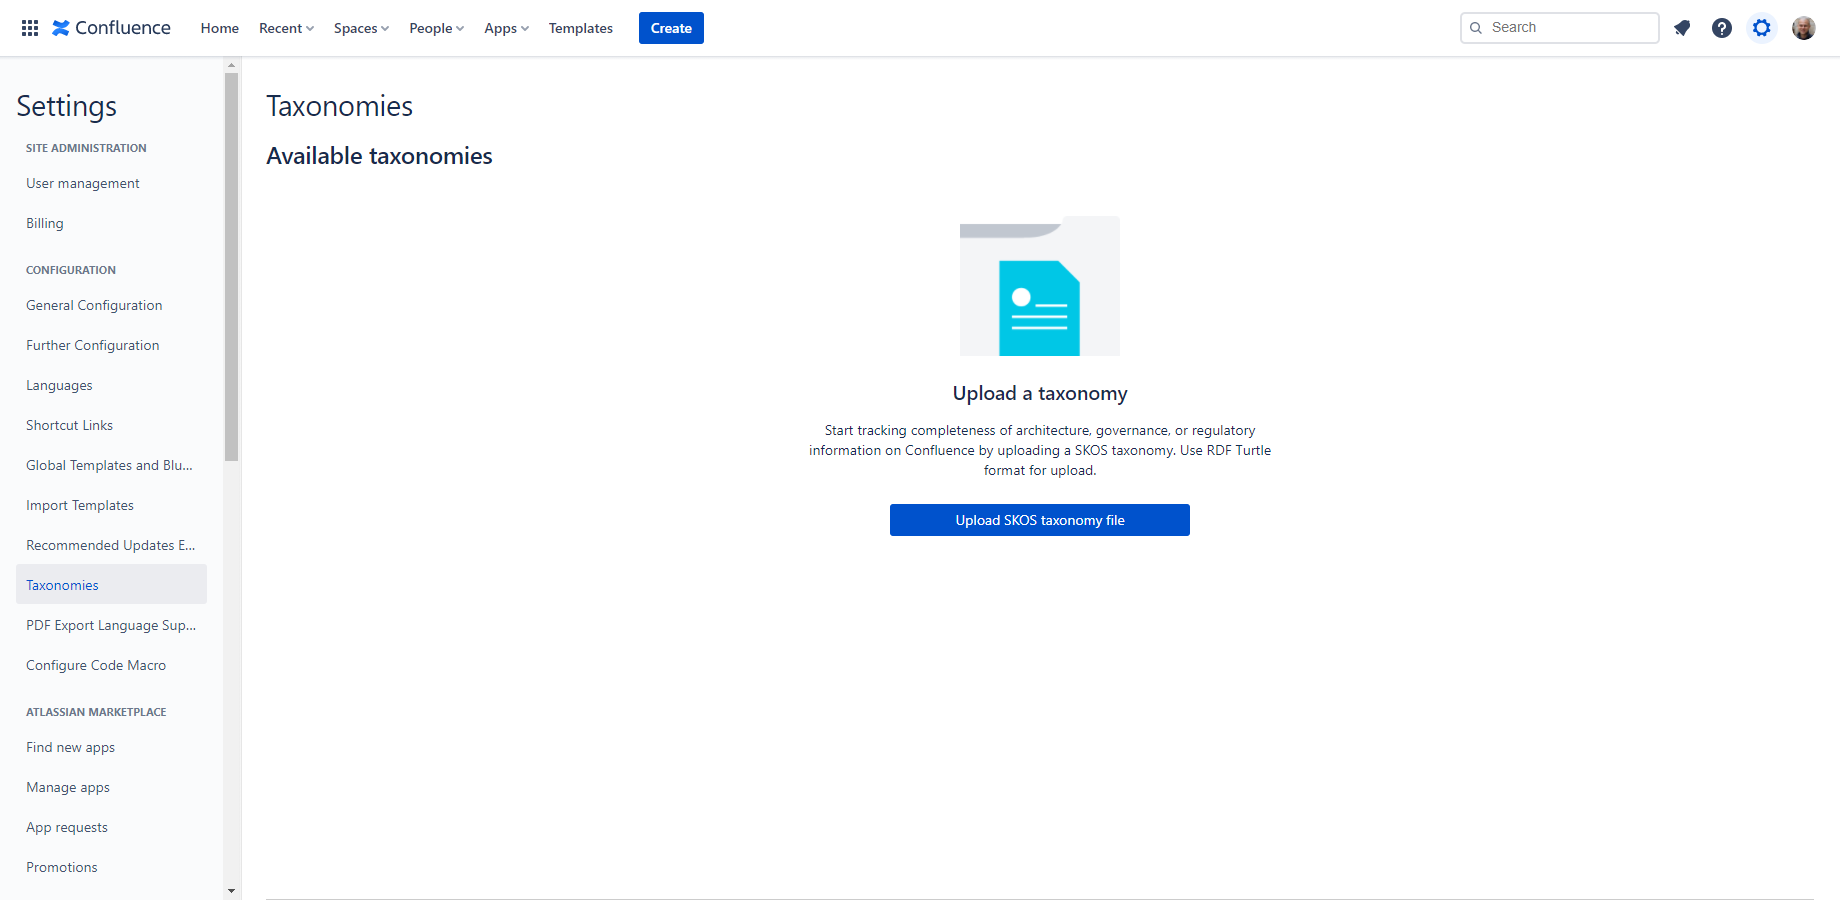 Confluence
Home
Recent
Spaces
People
Apps
Templates
Create
Search
Settings
SITE ADMINISTRATION
User management
Billing
CONFIGURATION
General Configuration
Further Configuration
Languages
Shortcut Links
Global Templates and Blu...
Import Templates
Recommended Updates E...
Taxonomies
PDF Export Language Sup...
Configure Code Macro
ATLASSIAN MARKETPLACE
Find new apps
Manage apps
App requests
Promotions
Taxonomies
Available taxonomies
Upload a taxonomy
Start tracking completeness of architecture, governance, or regulatory
information on Confluence by uploading a SKOS taxonomy. Use RDF Turtle
format for upload.
Upload SKOS taxonomy file